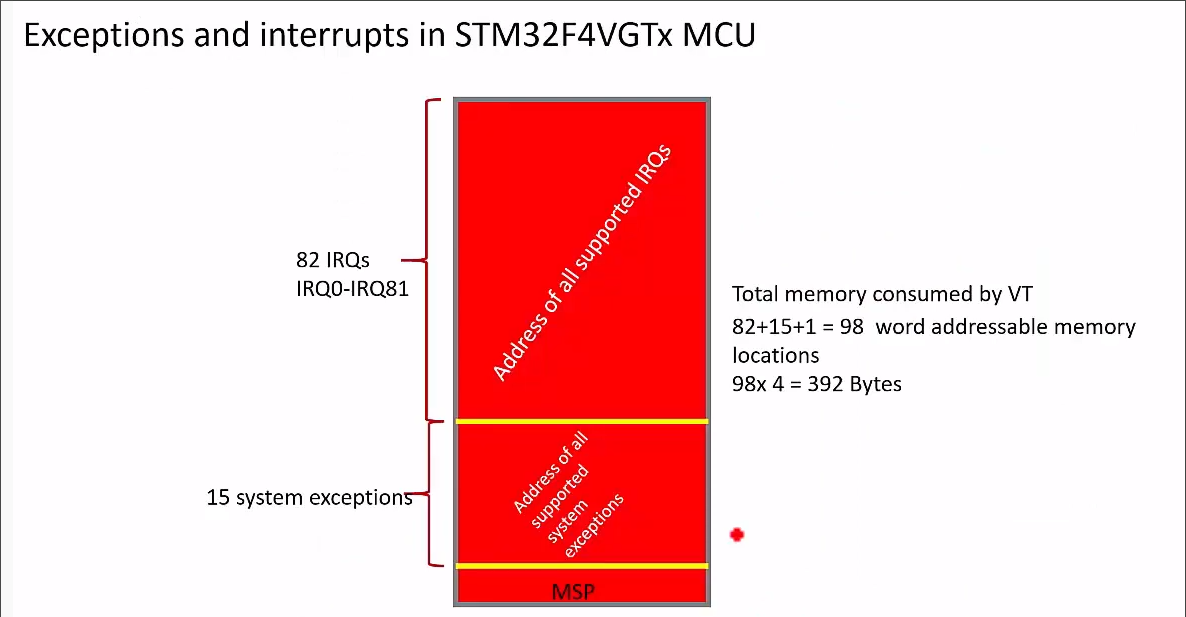 Exceptions and interrupts in STM32F4VGTx MCU
82 IRQs
IRQ0-IRQ81
Address of all supported IRQs
Total memory consumed by VT
82+15+1 = 98 word addressable memory
locations
98x 4 = 392 Bytes
15 system exceptions
Address of all
supported
system
exceptions
MSP